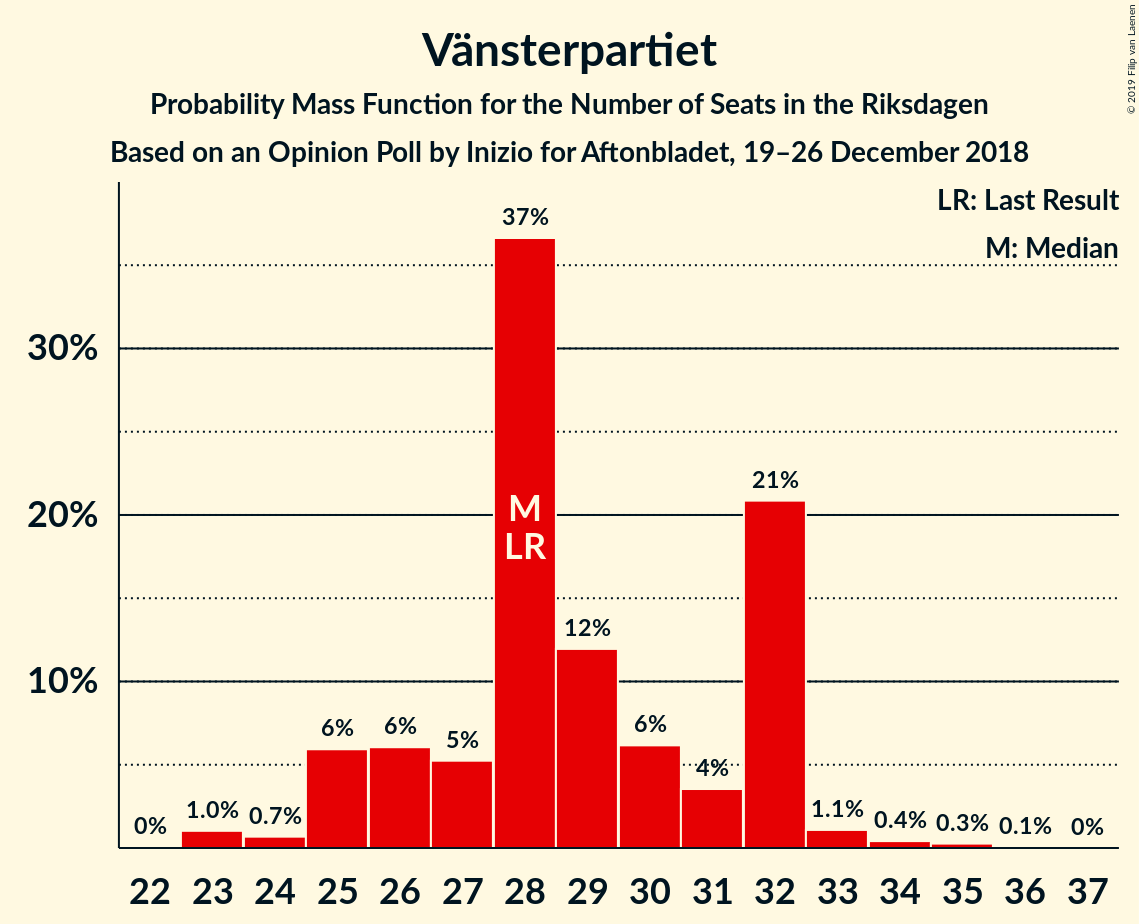 Vänsterpartiet
Probability Mass Function for the Number of Seats in the Riksdagen
Based on an Opinion Poll by Inizio for Aftonbladet, 19–26 December 2018
© 2019 Filip van Laenen
LR: Last Result
M: Median
30%
20%
10%
0%
1.0%
0.7%
6%
6%
5%
37%
M
LR
12%
6%
4%
21%
1.1%
0.4%
0.3%
0.1%
0%
22 23 24 25 26 27 28 29 30 31 32 33 34 35 36 37